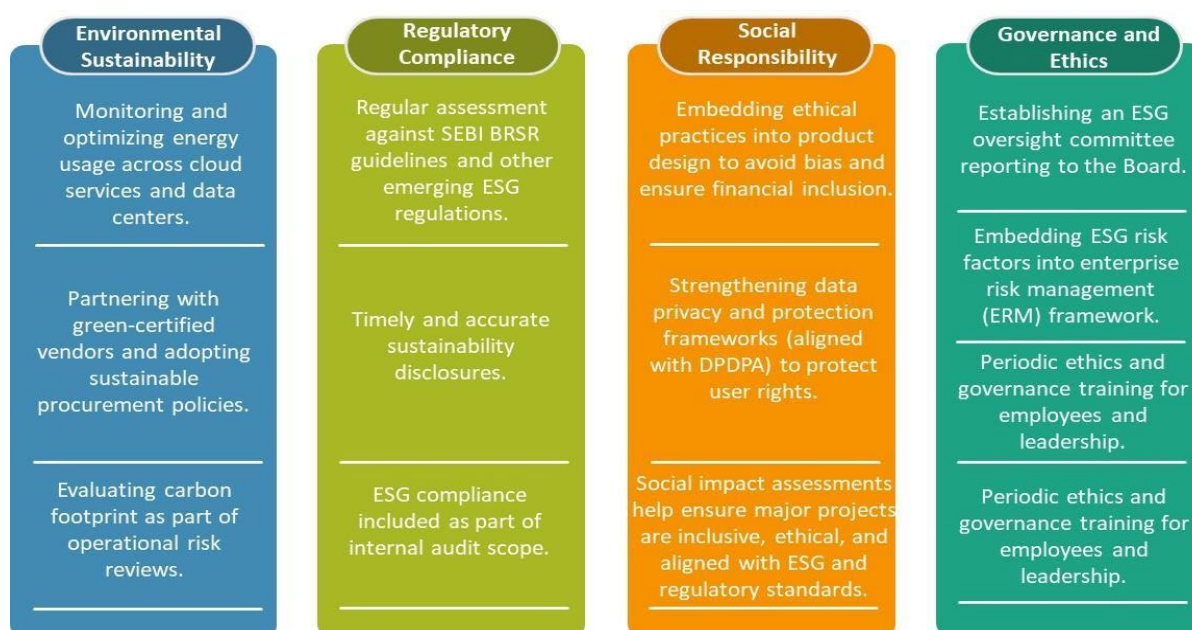 Environmental
Sustainability
Monitoring and
optimizing energy
usage across cloud
services and data
centers.
Partnering with
green-certified
vendors and adopting
sustainable
procurement policies.
Evaluating carbon
footprint as part of
operational risk
reviews.
Regulatory
Compliance
Regular assessment
against SEBI BRSR
guidelines and other
emerging ESG
regulations.
Timely and accurate
sustainability
disclosures.
ESG compliance
included as part of
internal audit scope.
Social
Responsibility
Embedding ethical
practices into product
design to avoid bias and
ensure financial inclusion.
Strengthening data
privacy and protection
frameworks (aligned
with DPDPA) to protect
user rights.
Social impact assessments
help ensure major projects
are inclusive, ethical, and
aligned with ESG and
regulatory standards.
Governance and
Ethics
Establishing an ESG
oversight committee
reporting to the Board.
Embedding ESG risk
factors into enterprise
risk management
(ERM) framework.
Periodic ethics and
governance training for
employees and
leadership.
Periodic ethics and
governance training for
employees and
leadership.